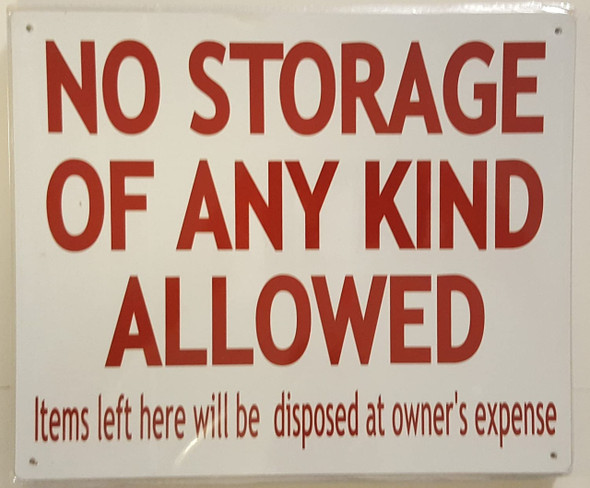 NO STORAGE
OF ANY KIND
ALLOWED
Items left here will be disposed at owner's expense